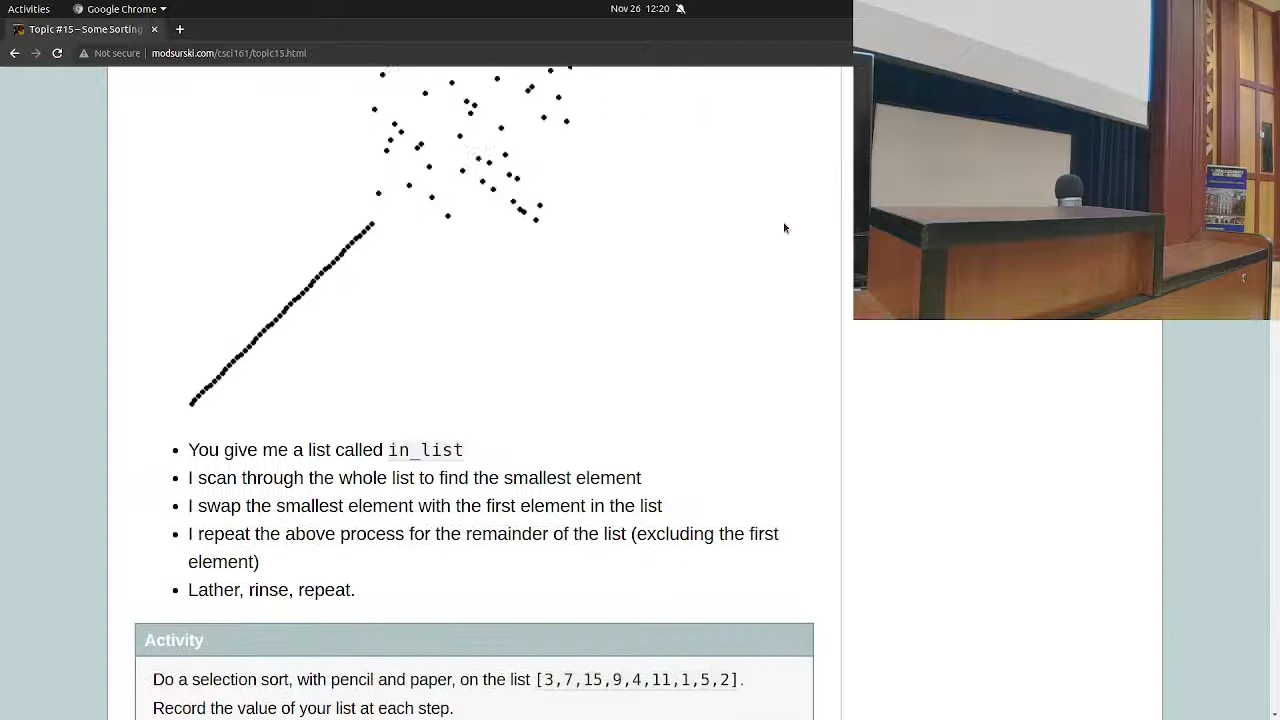 Activities
Google Chrome
Nov 26 12:20
Topic #15 – Some Sorting
Not secure
modsurski.com/csci161/topic15.html
• You give me a list called in_list
• I scan through the whole list to find the smallest element
• I swap the smallest element with the first element in the list
• I repeat the above process for the remainder of the list (excluding the first
element)
• Lather, rinse, repeat.
Activity
Do a selection sort, with pencil and paper, on the list [3,7,15,9,4,11,1,5,2].
Record the value of your list at each step.